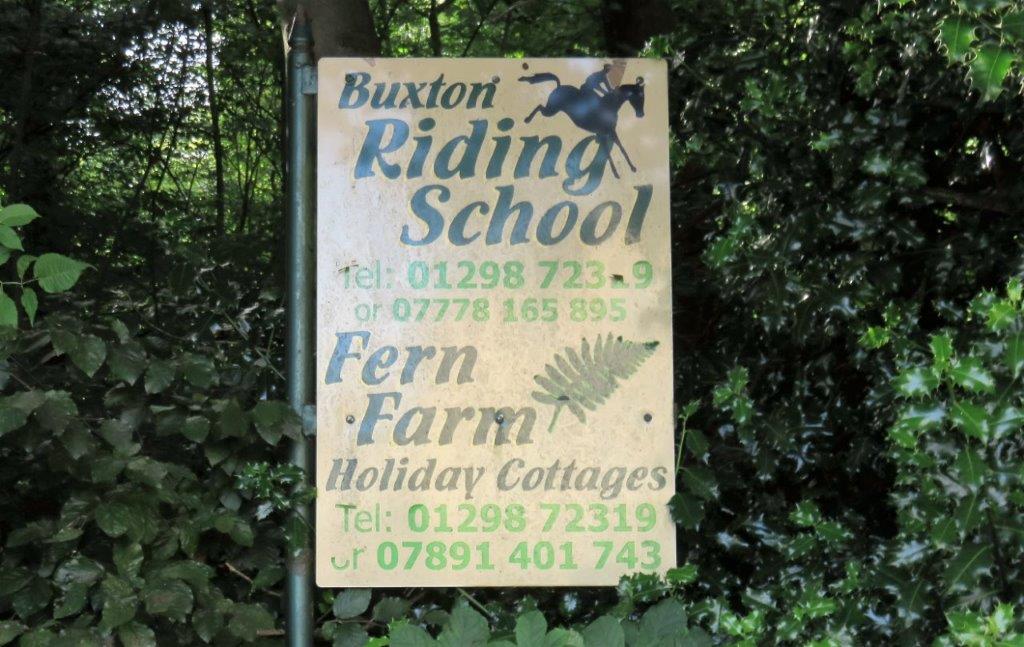 Buxton
Riding
School
Tel: 01298
or 07778 165 895
Fern
Farm
Holiday Cottages
Tel: 01298 72319
or 07891 401 743